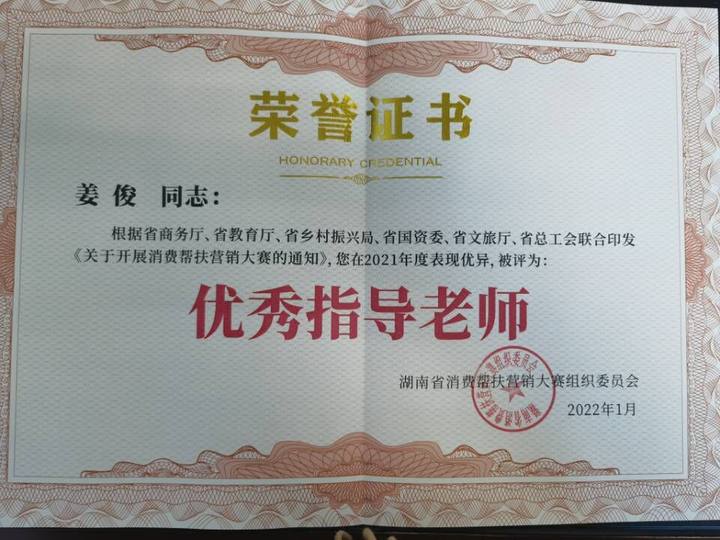 荣誉证书
HONORARY CREDENTIAL
姜 俊 同志：
根据省商务厅、省教育厅、省乡村振兴局、省国资委、省文旅厅、省总工会联合印发
《关于开展消费帮扶营销大赛的通知》，您在2021年度表现优异，被评为：
优秀指导老师
湖南省消费帮扶营销大赛组织委员会
2022年1月